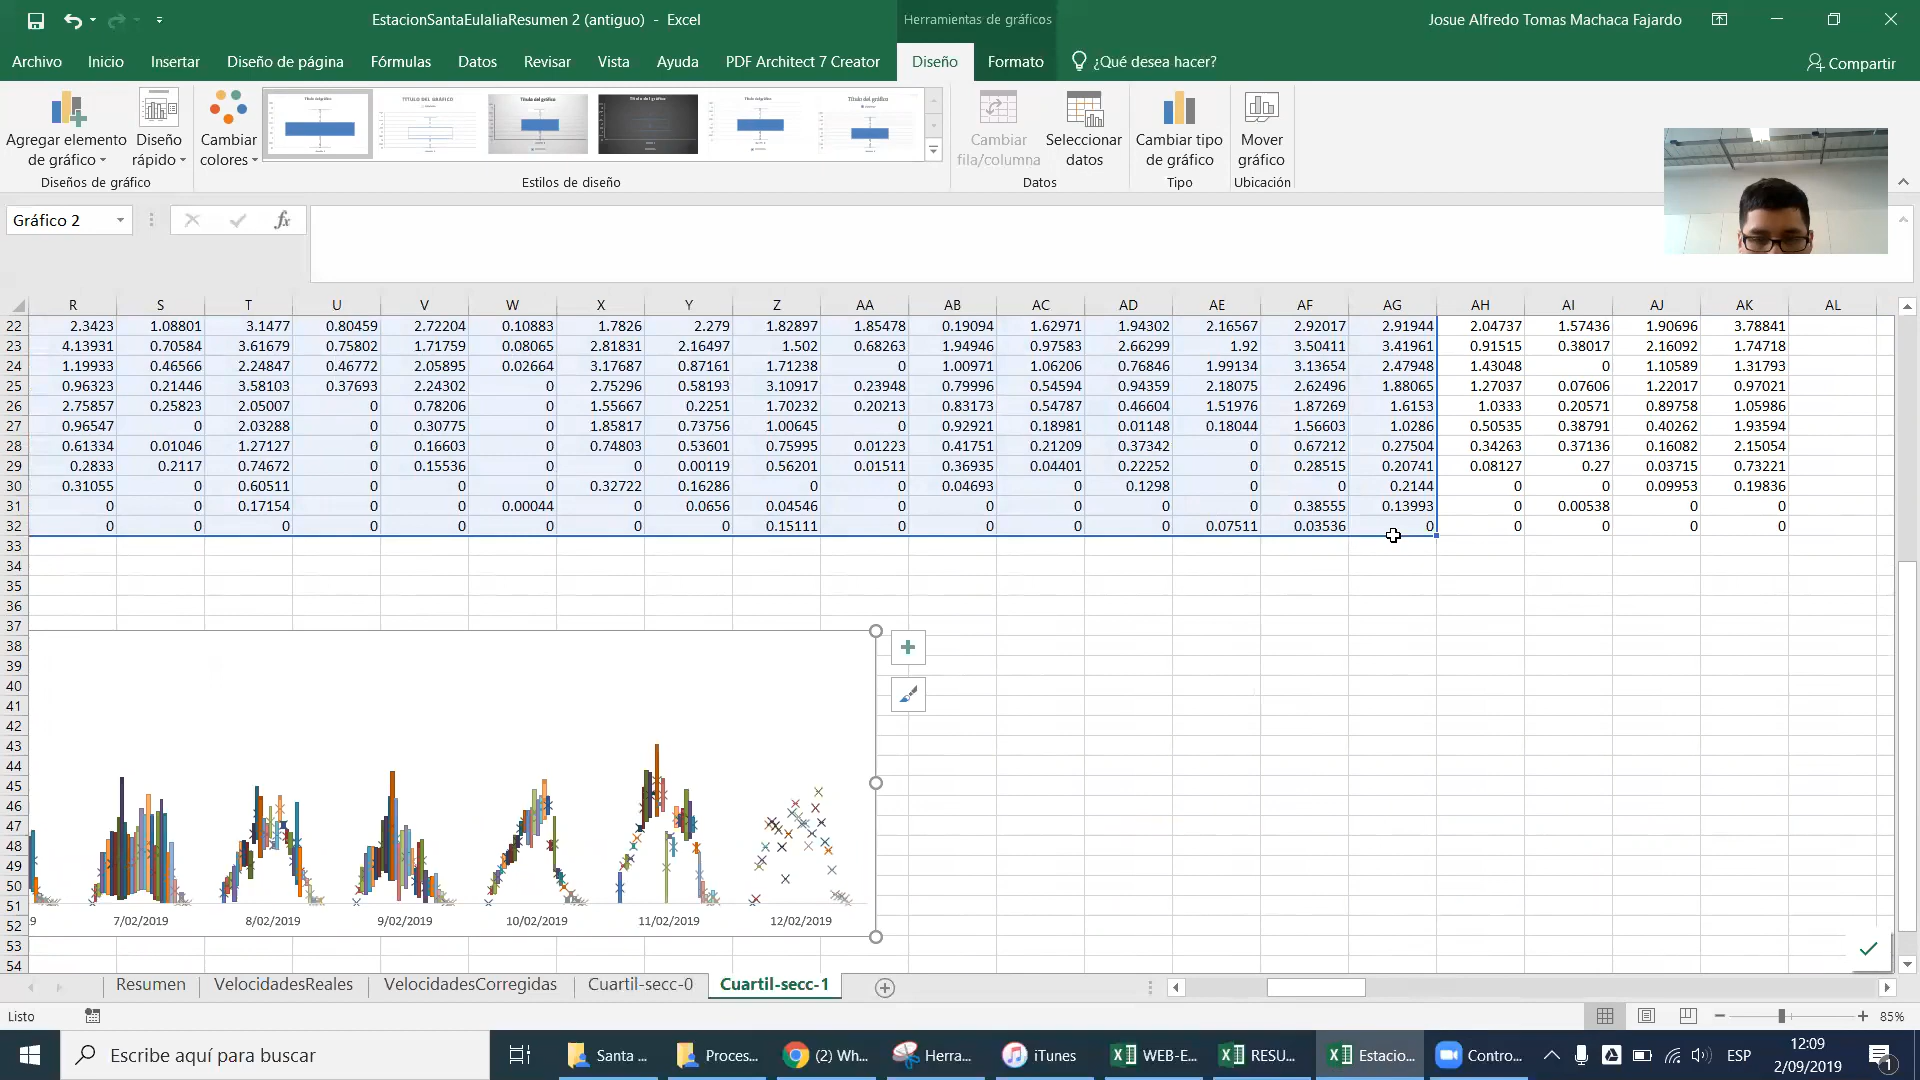 EstacionSantaEulaliaResumen 2 (antiguo) - Excel
Herramientas de gráficos
Josue Alfredo Tomas Machaca Fajardo
Archivo Inicio Insertar Diseño de página Fórmulas Datos Revisar Vista Ayuda PDF Architect 7 Creator Diseño Formato ¿Qué desea hacer? Compartir
Agregar elemento de gráfico
Diseño rápido
Cambiar colores
Cambiar fila/columna
Seleccionar datos
Cambiar tipo de gráfico
Mover gráfico
Diseños de gráfico Estilos de diseño Datos Tipo Ubicación
Gráfico 2 fx
R S T U V W X Y Z AA AB AC AD AE AF AG AH AI AJ AK AL
22 2.3423 1.08801 3.1477 0.80459 2.72204 0.10883 1.7826 2.279 1.82897 1.85478 0.19094 1.62971 1.94302 2.16567 2.92017 2.91944 2.04737 1.57436 1.90696 3.78841
23 4.13931 0.70584 3.61679 0.75802 1.71759 0.08065 2.81831 2.16497 1.502 0.68263 1.94946 0.97583 2.66299 1.92 3.50411 3.41961 0.91515 0.38017 2.16092 1.74718
24 1.19933 0.46566 2.24847 0.46772 2.05895 0.02664 3.17687 0.87161 1.71238 0 1.00971 1.06206 0.76846 1.99134 3.13654 2.47948 1.43048 0 1.10589 1.31793
25 0.96323 0.21446 3.58103 0.37693 2.24302 0 2.75296 0.58193 3.10917 0.23948 0.79996 0.54594 0.94359 2.18075 2.62496 1.88065 1.27037 0.07606 1.22017 0.97021
26 2.75857 0.25823 2.05007 0 0.78206 0 1.55667 0.2251 1.70232 0.20213 0.83173 0.54787 0.46604 1.51976 1.87269 1.6153 1.0333 0.20571 0.89758 1.05986
27 0.96547 0 2.03288 0 0.30775 0 1.85817 0.73756 1.00645 0 0.92921 0.18981 0.01148 0.18044 1.56603 1.0286 0.50535 0.38791 0.40262 1.93594
28 0.61334 0.01046 1.27127 0 0.16603 0 0.74803 0.53601 0.75995 0.01223 0.41751 0.21209 0.37342 0 0.67212 0.27504 0.34263 0.37136 0.16082 2.15054
29 0.2833 0.2117 0.74672 0 0.15536 0 0 0.00119 0.56201 0.01511 0.36935 0.04401 0.22252 0 0.28515 0.20741 0.08127 0.27 0.03715 0.73221
30 0.31055 0 0.60511 0 0 0 0.32722 0.16286 0 0 0.04693 0 0.1298 0 0 0.2144 0 0 0.09953 0.19836
31 0 0 0.17154 0 0 0.00044 0 0.0656 0.04546 0 0 0 0 0 0.38555 0.13993 0 0.00538 0 0
32 0 0 0 0 0 0 0 0 0.15111 0 0 0 0 0.07511 0.03536 0 0 0 0 0
33
34
35
36
37
38
39
40
41
42
43
44
45
46
47
48
49
50
51
52
53
54
9 7/02/2019 8/02/2019 9/02/2019 10/02/2019 11/02/2019 12/02/2019
Resumen VelocidadesReales VelocidadesCorregidas Cuartil-secc-0 Cuartil-secc-1
Listo 85%
Escribe aquí para buscar
Santa ... Proces... (2) Wh... Herra... iTunes WEB-E... RESU... Estacio... Contro... ESP
12:09
2/09/2019
1